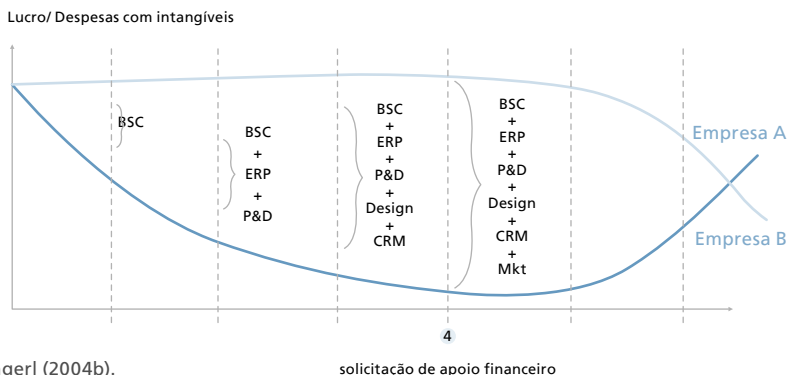 Lucro/ Despesas com intangíveis
BSC
BSC
+
ERP
+
P&D
BSC
+
ERP
+
P&D
+
Design
+
CRM
BSC
+
ERP
+
P&D
+
Design
+
CRM
+
Mkt
Empresa A
Empresa B
4
solicitação de apoio financeiro
gerl (2004b).